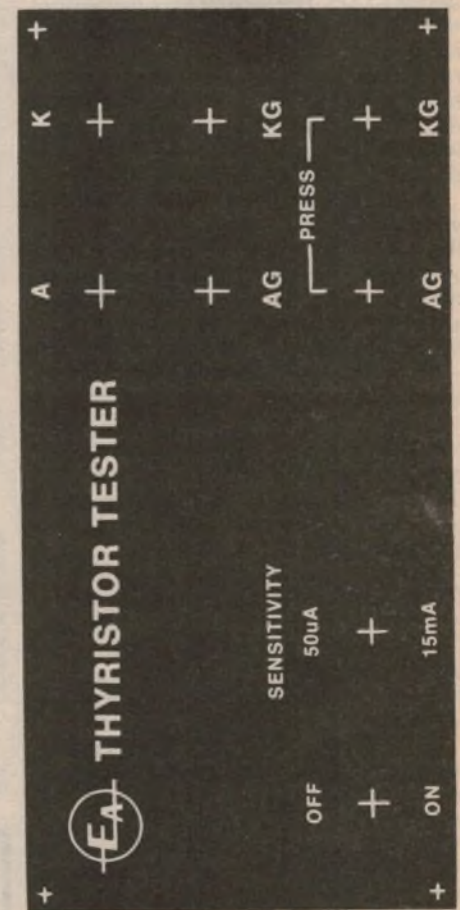 A K
EA THYRISTOR TESTER
SENSITIVITY AG KG
OFF 50uA PRESS
ON 15mA AG KG